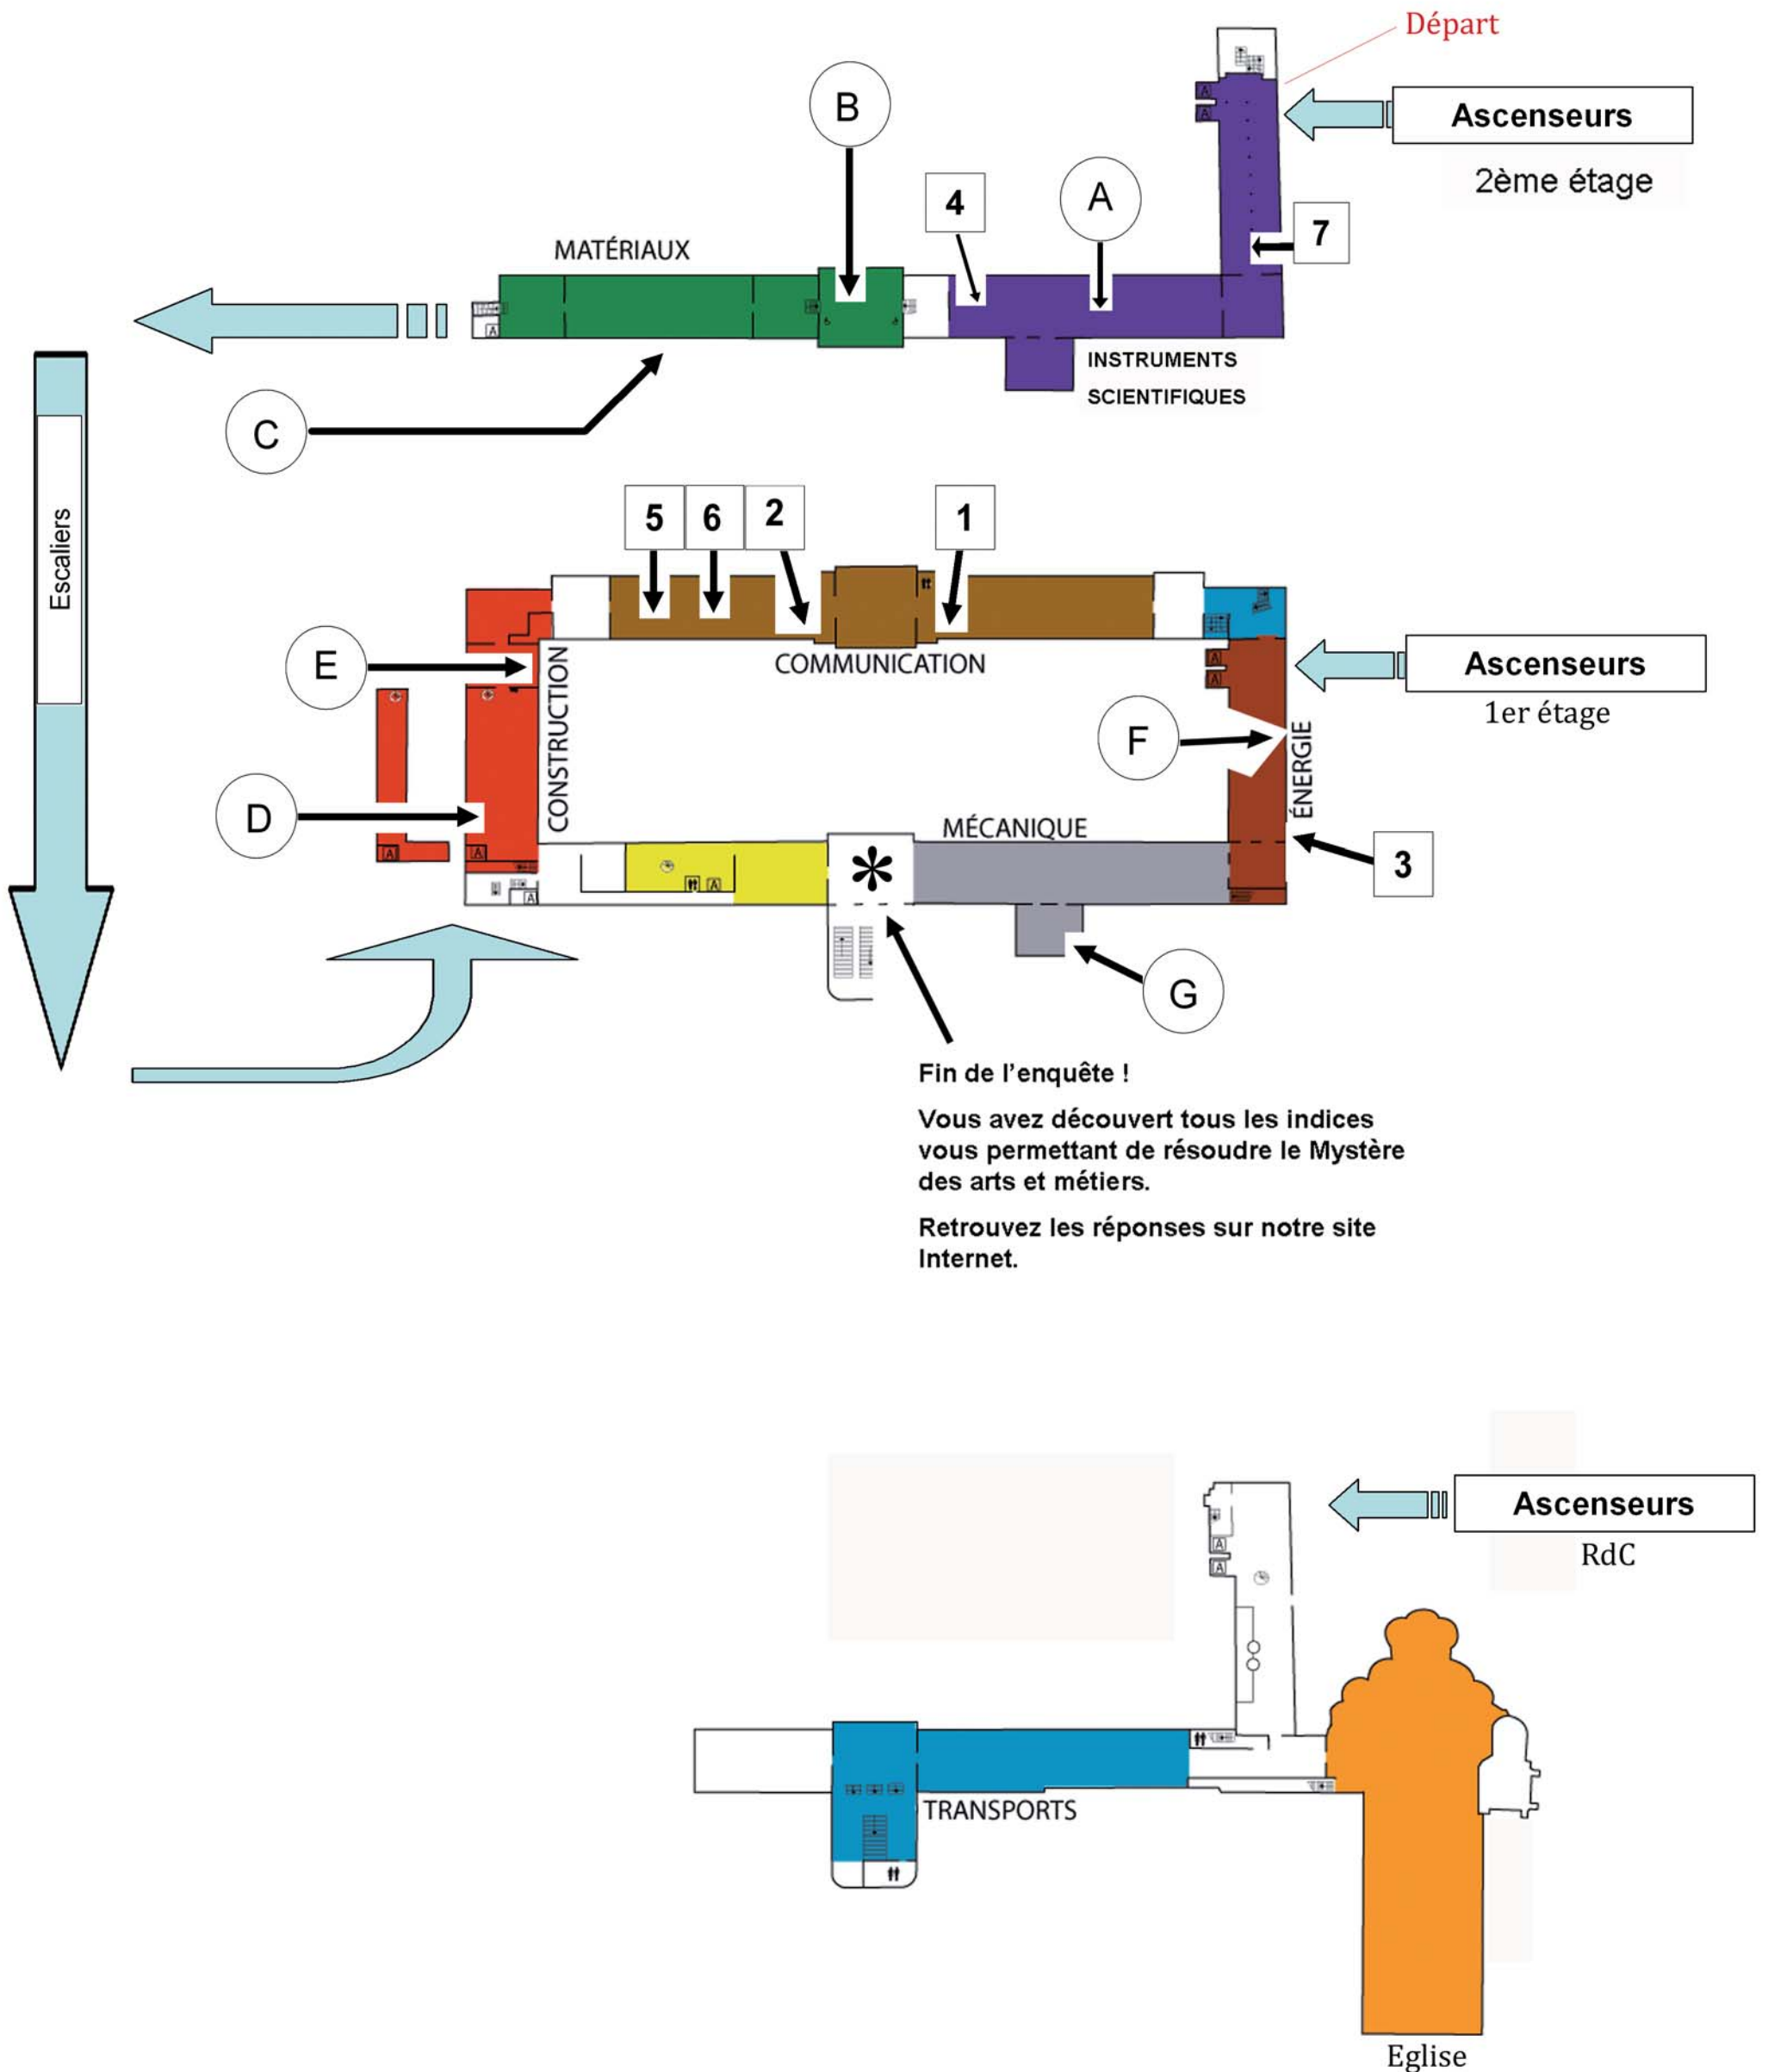 Départ
Ascenseurs
2ème étage
B
4
A
7
MATÉRIAUX
INSTRUMENTS
SCIENTIFIQUES
C
Escaliers
5
6
2
1
E
CONSTRUCTION
COMMUNICATION
Ascenseurs
1er étage
F
ÉNERGIE
D
MÉCANIQUE
3
*
G
Fin de l'enquête !
Vous avez découvert tous les indices
vous permettant de résoudre le Mystère
des arts et métiers.
Retrouvez les réponses sur notre site
Internet.
Ascenseurs
RdC
TRANSPORTS
Eglise